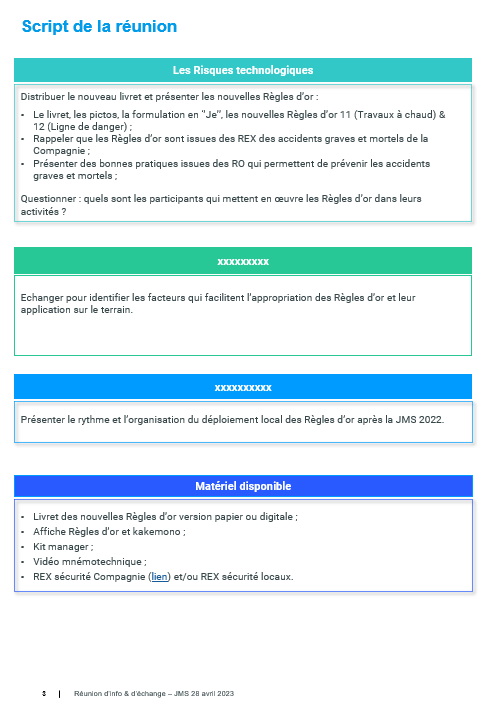 Script de la réunion
Les Risques technologiques
Distribuer le nouveau livret et présenter les nouvelles Règles d'or :
• Le livret, les pictos, la formulation en "Je", les nouvelles Règles d'or 11 (Travaux à chaud) &
12 (Ligne de danger) ;
• Rappeler que les Règles d'or sont issues des REX des accidents graves et mortels de la
Compagnie ;
• Présenter des bonnes pratiques issues des RO qui permettent de prévenir les accidents
graves et mortels ;
Questionner : quels sont les participants qui mettent en œuvre les Règles d'or dans leurs
activités ?
xxxxxxxxx
Echanger pour identifier les facteurs qui facilitent l'appropriation des Règles d'or et leur
application sur le terrain.
xxxxxxxxxx
Présenter le rythme et l'organisation du déploiement local des Règles d'or après la JMS 2022.
Matériel disponible
• Livret des nouvelles Règles d'or version papier ou digitale ;
• Affiche Règles d'or et kakemono ;
• Kit manager ;
• Vidéo mnémotechnique ;
• REX sécurité Compagnie (lien) et/ou REX sécurité locaux.
3 | Réunion d'info & d'échange – JMS 28 avril 2023